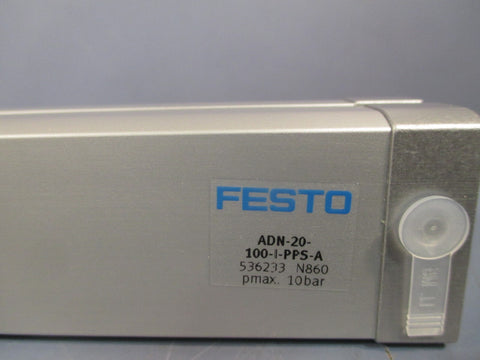 FESTO
ADN-20-
100-I-PPS-A
536233 N860
pmax. 10bar